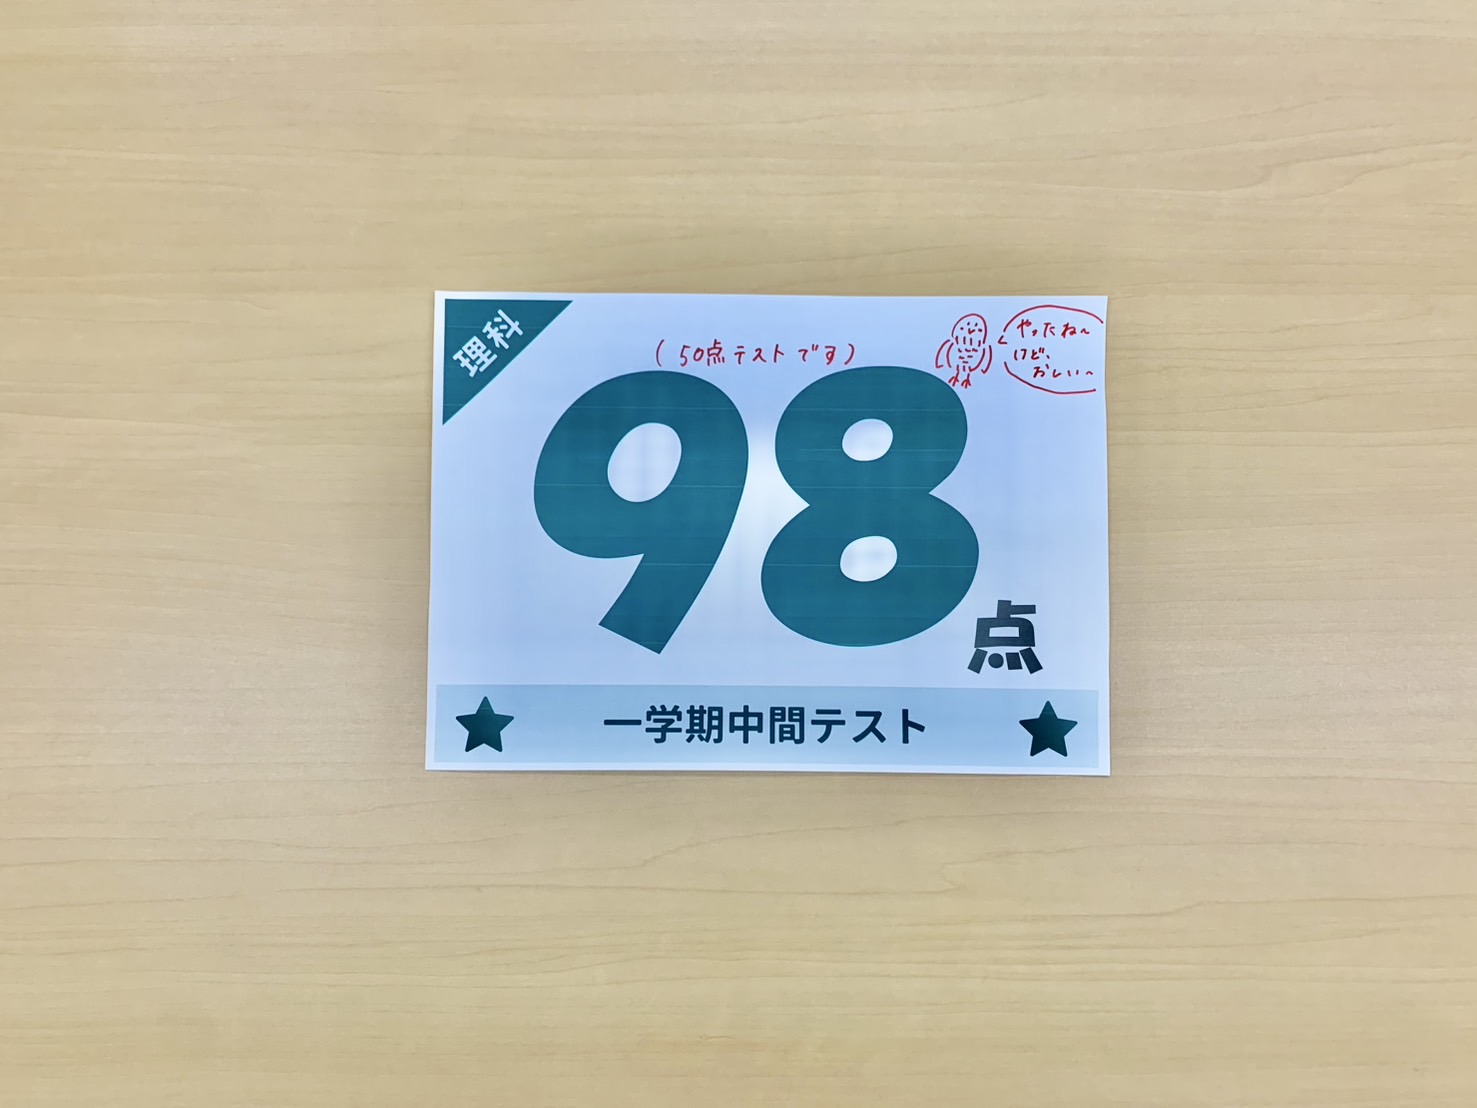 理科
(50点テストです)
やったね〜
けど、
おしい〜
98点
一学期中間テスト